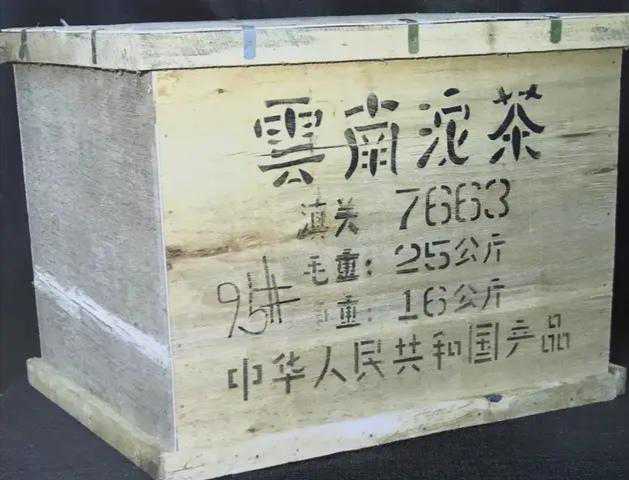 雲南沱茶
滇关 7663
毛重: 25公斤
重: 16公斤
95#
中华人民共和国产品